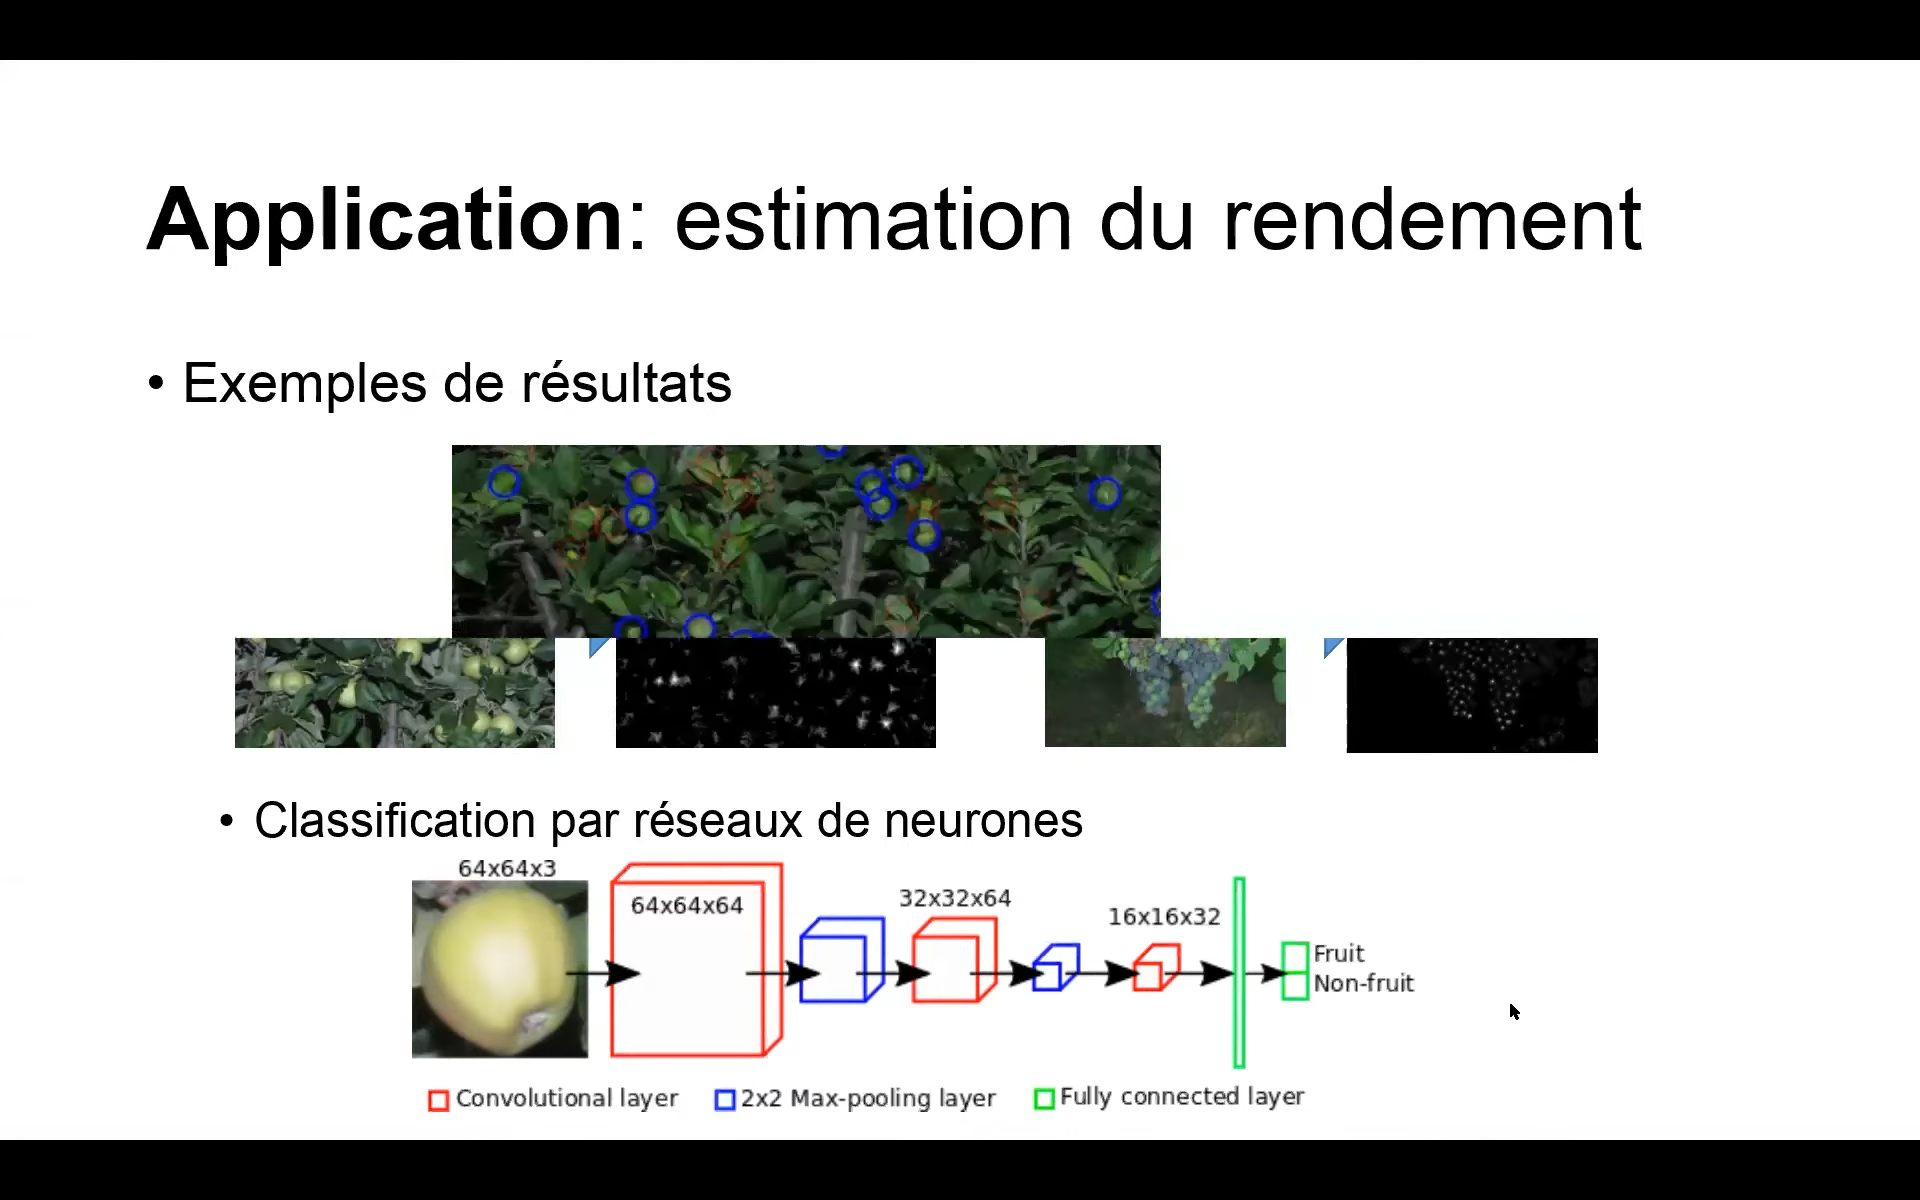 Application: estimation du rendement
• Exemples de résultats
• Classification par réseaux de neurones
64x64x3
64x64x64
32x32x64
16x16x32
Fruit
Non-fruit
Convolutional layer
2x2 Max-pooling layer
Fully connected layer